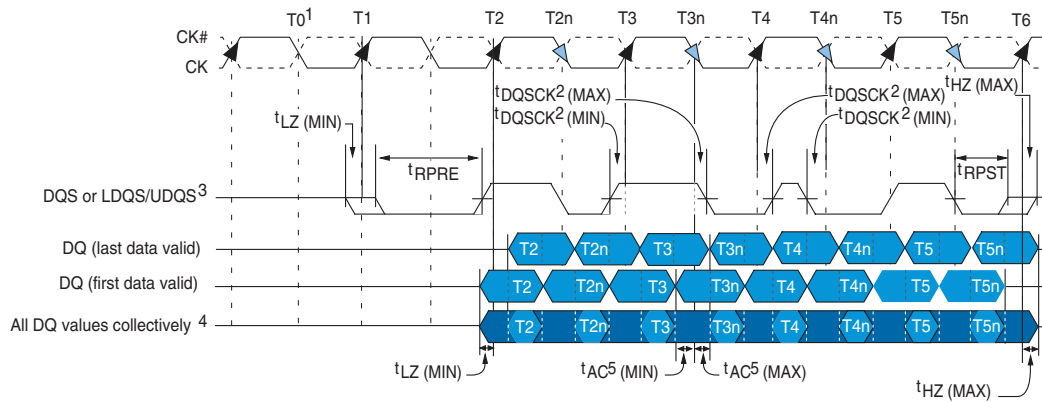 T0¹ T1 T2 T2n T3 T3n T4 T4n T5 T5n T6
CK#
CK
tHZ (MAX)
tDQSCK² (MAX) tDQSCK² (MAX)
tDQSCK² (MIN) tDQSCK² (MIN)
tLZ (MIN)
tRPRE tRPST
DQS or LDQS/UDQS³
DQ (last data valid) T2 T2n T3 T3n T4 T4n T5 T5n
DQ (first data valid) T2 T2n T3 T3n T4 T4n T5 T5n
All DQ values collectively ⁴ T2 T2n T3 T3n T4 T4n T5 T5n
tLZ (MIN) tAC⁵ (MIN) tAC⁵ (MAX)
tHZ (MAX)